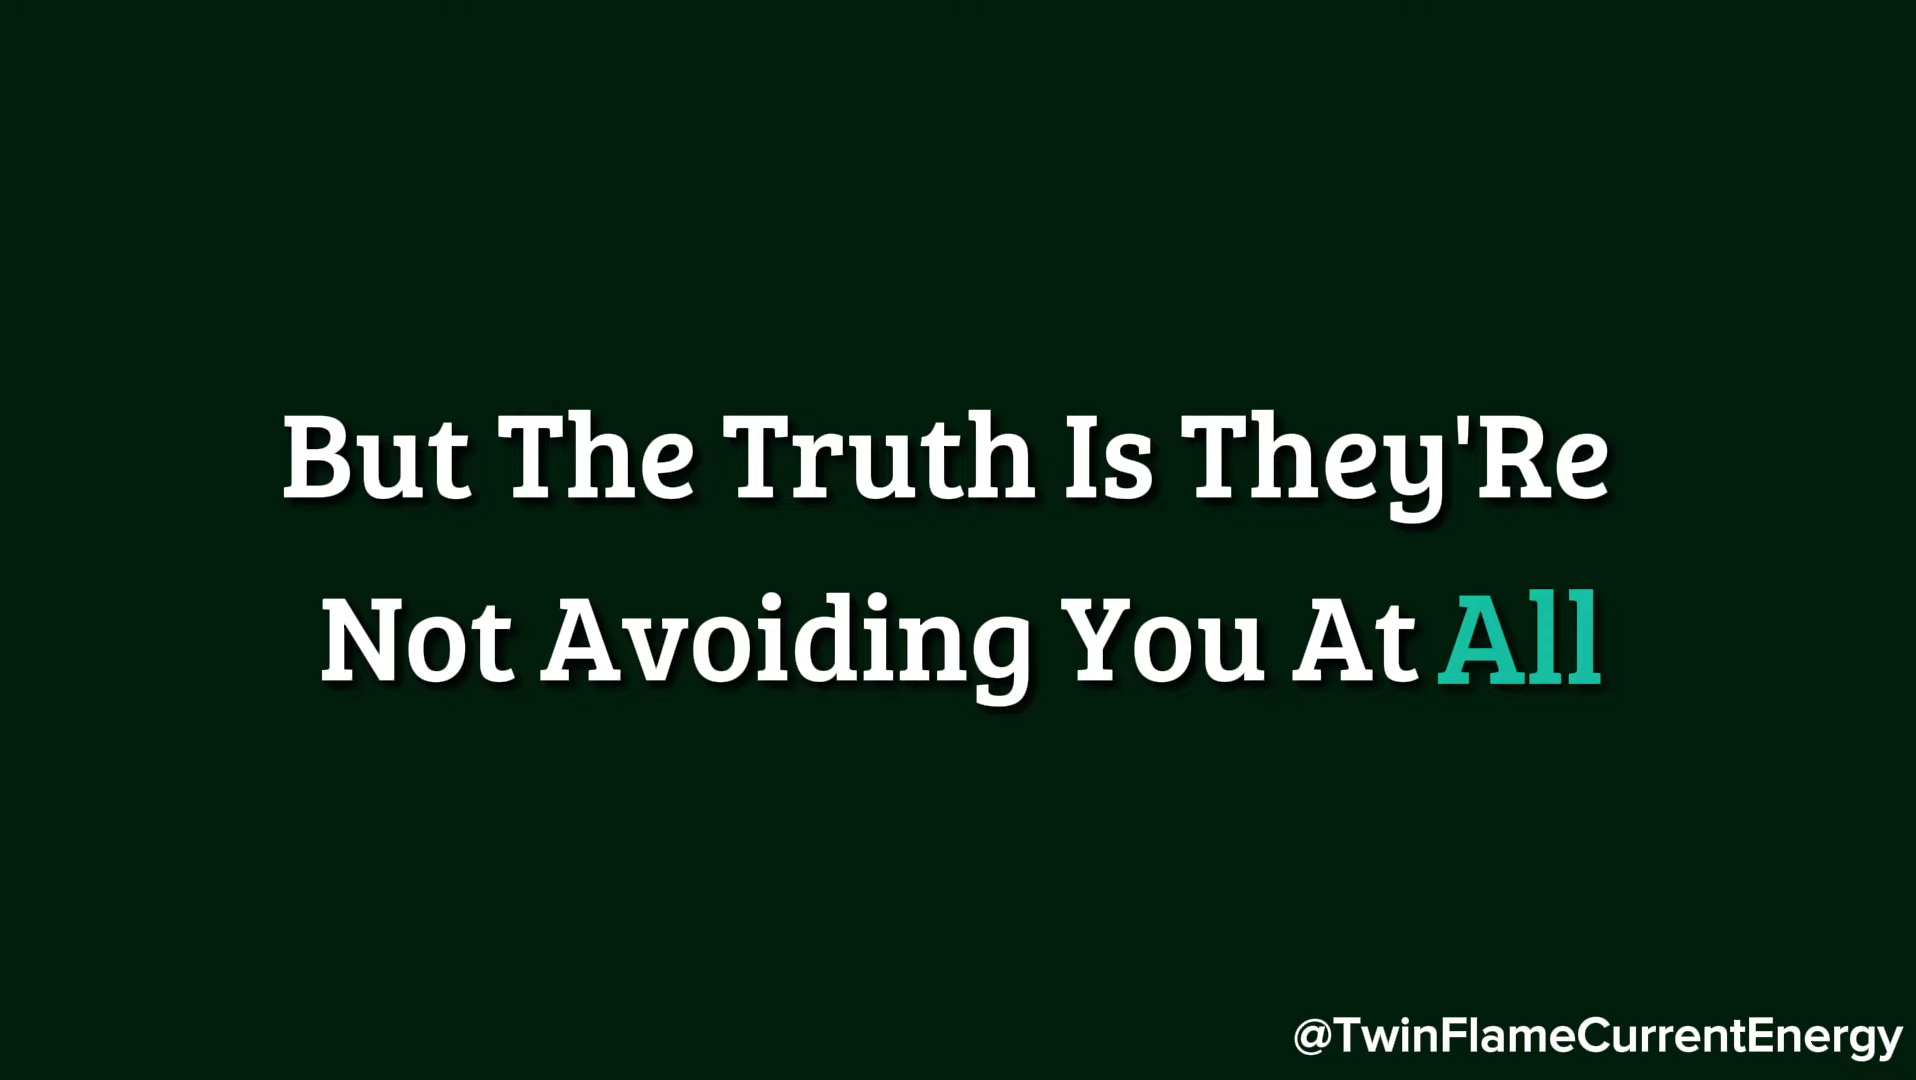 But The Truth Is They'Re
Not Avoiding You At All
@TwinFlameCurrentEnergy